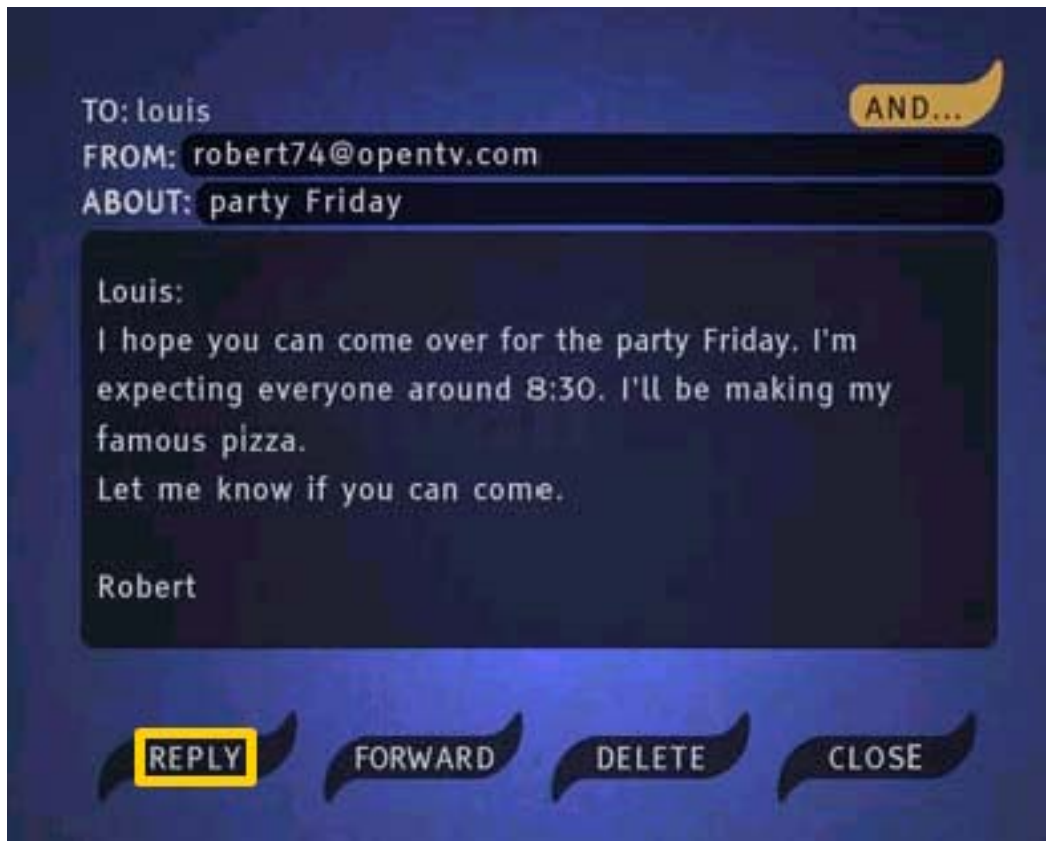 TO: louis
AND...
FROM: robert74@opentv.com
ABOUT: party Friday
Louis:
I hope you can come over for the party Friday. I'm
expecting everyone around 8:30. I'll be making my
famous pizza.
Let me know if you can come.
Robert
REPLY FORWARD DELETE CLOSE